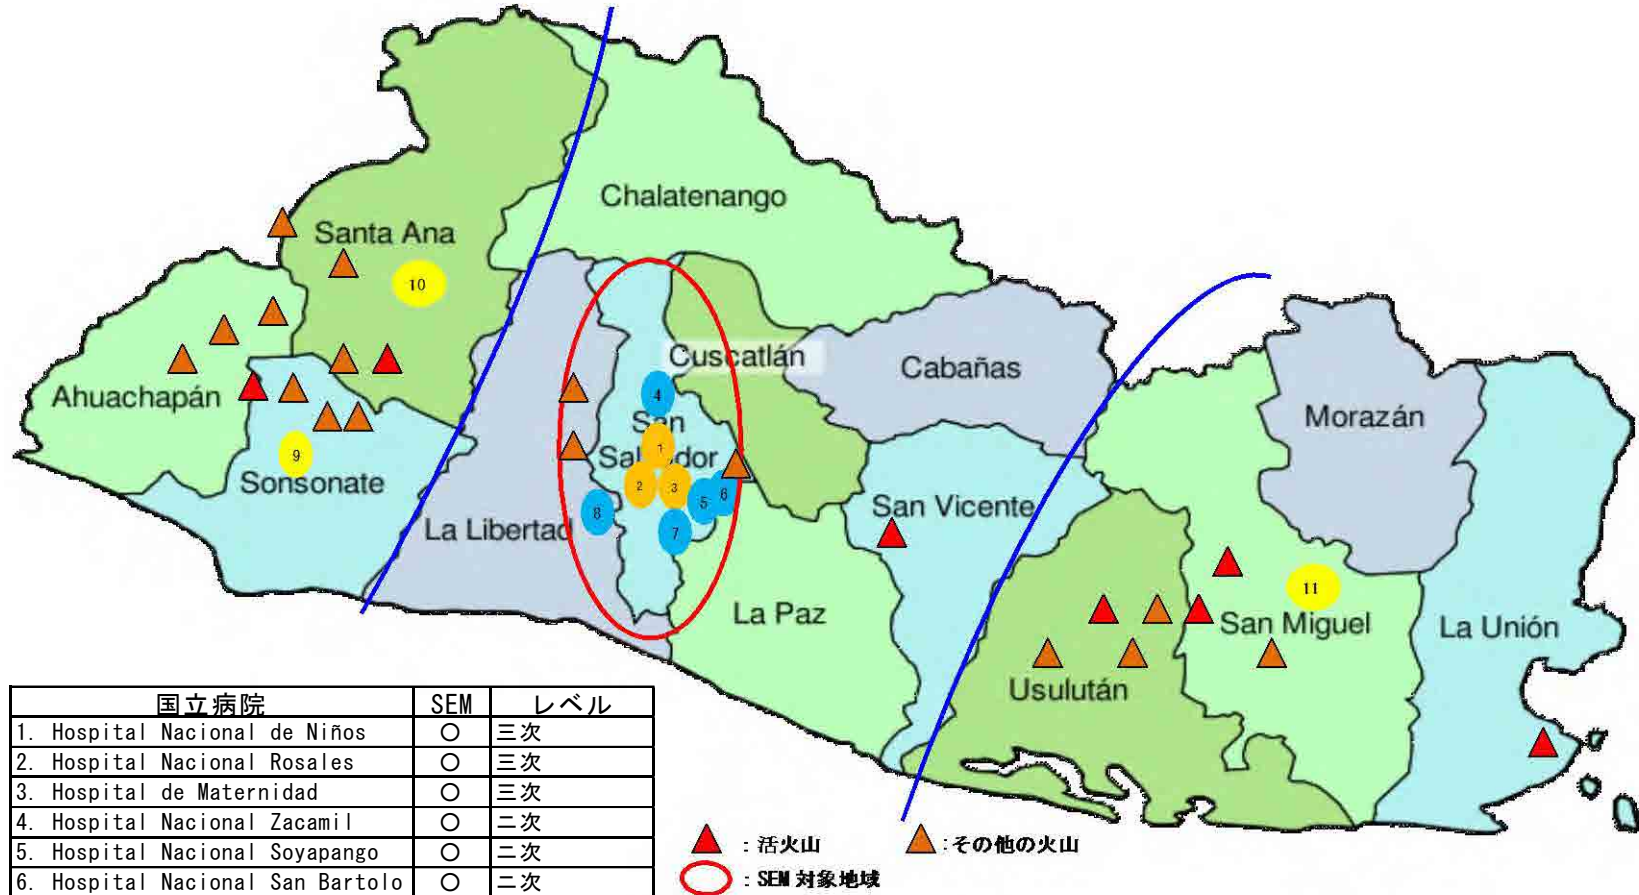 Chalatenango
Santa Ana
10
Cuscatlán
Cabañas
Ahuachapán
4
Morazán
San
1
Salvador
9
Sonsonate
2
3
6
5
San Vicente
8
La Libertad
7
11
La Paz
San Miguel
La Unión
Usulután
国立病院 SEM レベル
1. Hospital Nacional de Niños ○ 三次
2. Hospital Nacional Rosales ○ 三次
3. Hospital de Maternidad ○ 三次
4. Hospital Nacional Zacamil ○ 二次
5. Hospital Nacional Soyapango ○ 二次
6. Hospital Nacional San Bartolo ○ 二次
: 活火山
: その他の火山
: SEM 対象地域